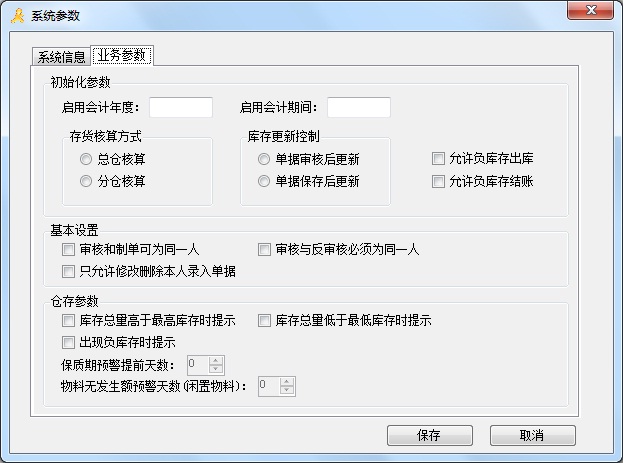 系统参数
系统信息 业务参数
初始化参数
启用会计年度： 启用会计期间：
存货核算方式 库存更新控制
总仓核算 单据审核后更新 允许负库存出库
分仓核算 单据保存后更新 允许负库存结账
基本设置
审核和制单可为同一人 审核与反审核必须为同一人
只允许修改删除本人录入单据
仓存参数
库存总量高于最高库存时提示 库存总量低于最低库存时提示
出现负库存时提示
保质期预警提前天数： 0
物料无发生额预警天数(闲置物料)： 0
保存 取消